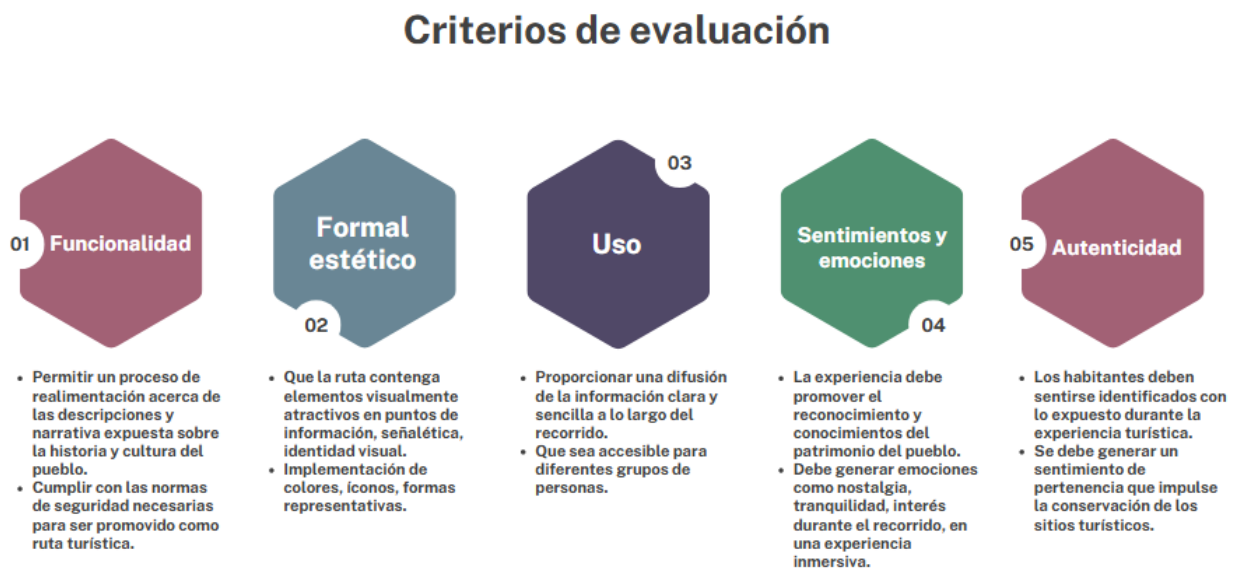 Criterios de evaluación
01
Funcionalidad
• Permitir un proceso de
realimentación acerca de
las descripciones y
narrativa expuesta sobre
la historia y cultura del
pueblo.
• Cumplir con las normas
de seguridad necesarias
para ser promovido como
ruta turística.
Formal
estético
02
• Que la ruta contenga
elementos visualmente
atractivos en puntos de
información, señalética,
identidad visual.
• Implementación de
colores, íconos, formas
representativas.
03
Uso
• Proporcionar una difusión
de la información clara y
sencilla a lo largo del
recorrido.
• Que sea accesible para
diferentes grupos de
personas.
Sentimientos y
emociones
04
• La experiencia debe
promover el
reconocimiento y
conocimientos del
patrimonio del pueblo.
• Debe generar emociones
como nostalgia,
tranquilidad, interés
durante el recorrido, en
una experiencia
inmersiva.
05
Autenticidad
• Los habitantes deben
sentirse identificados con
lo expuesto durante la
experiencia turística.
• Se debe generar un
sentimiento de
pertenencia que impulse
la conservación de los
sitios turísticos.